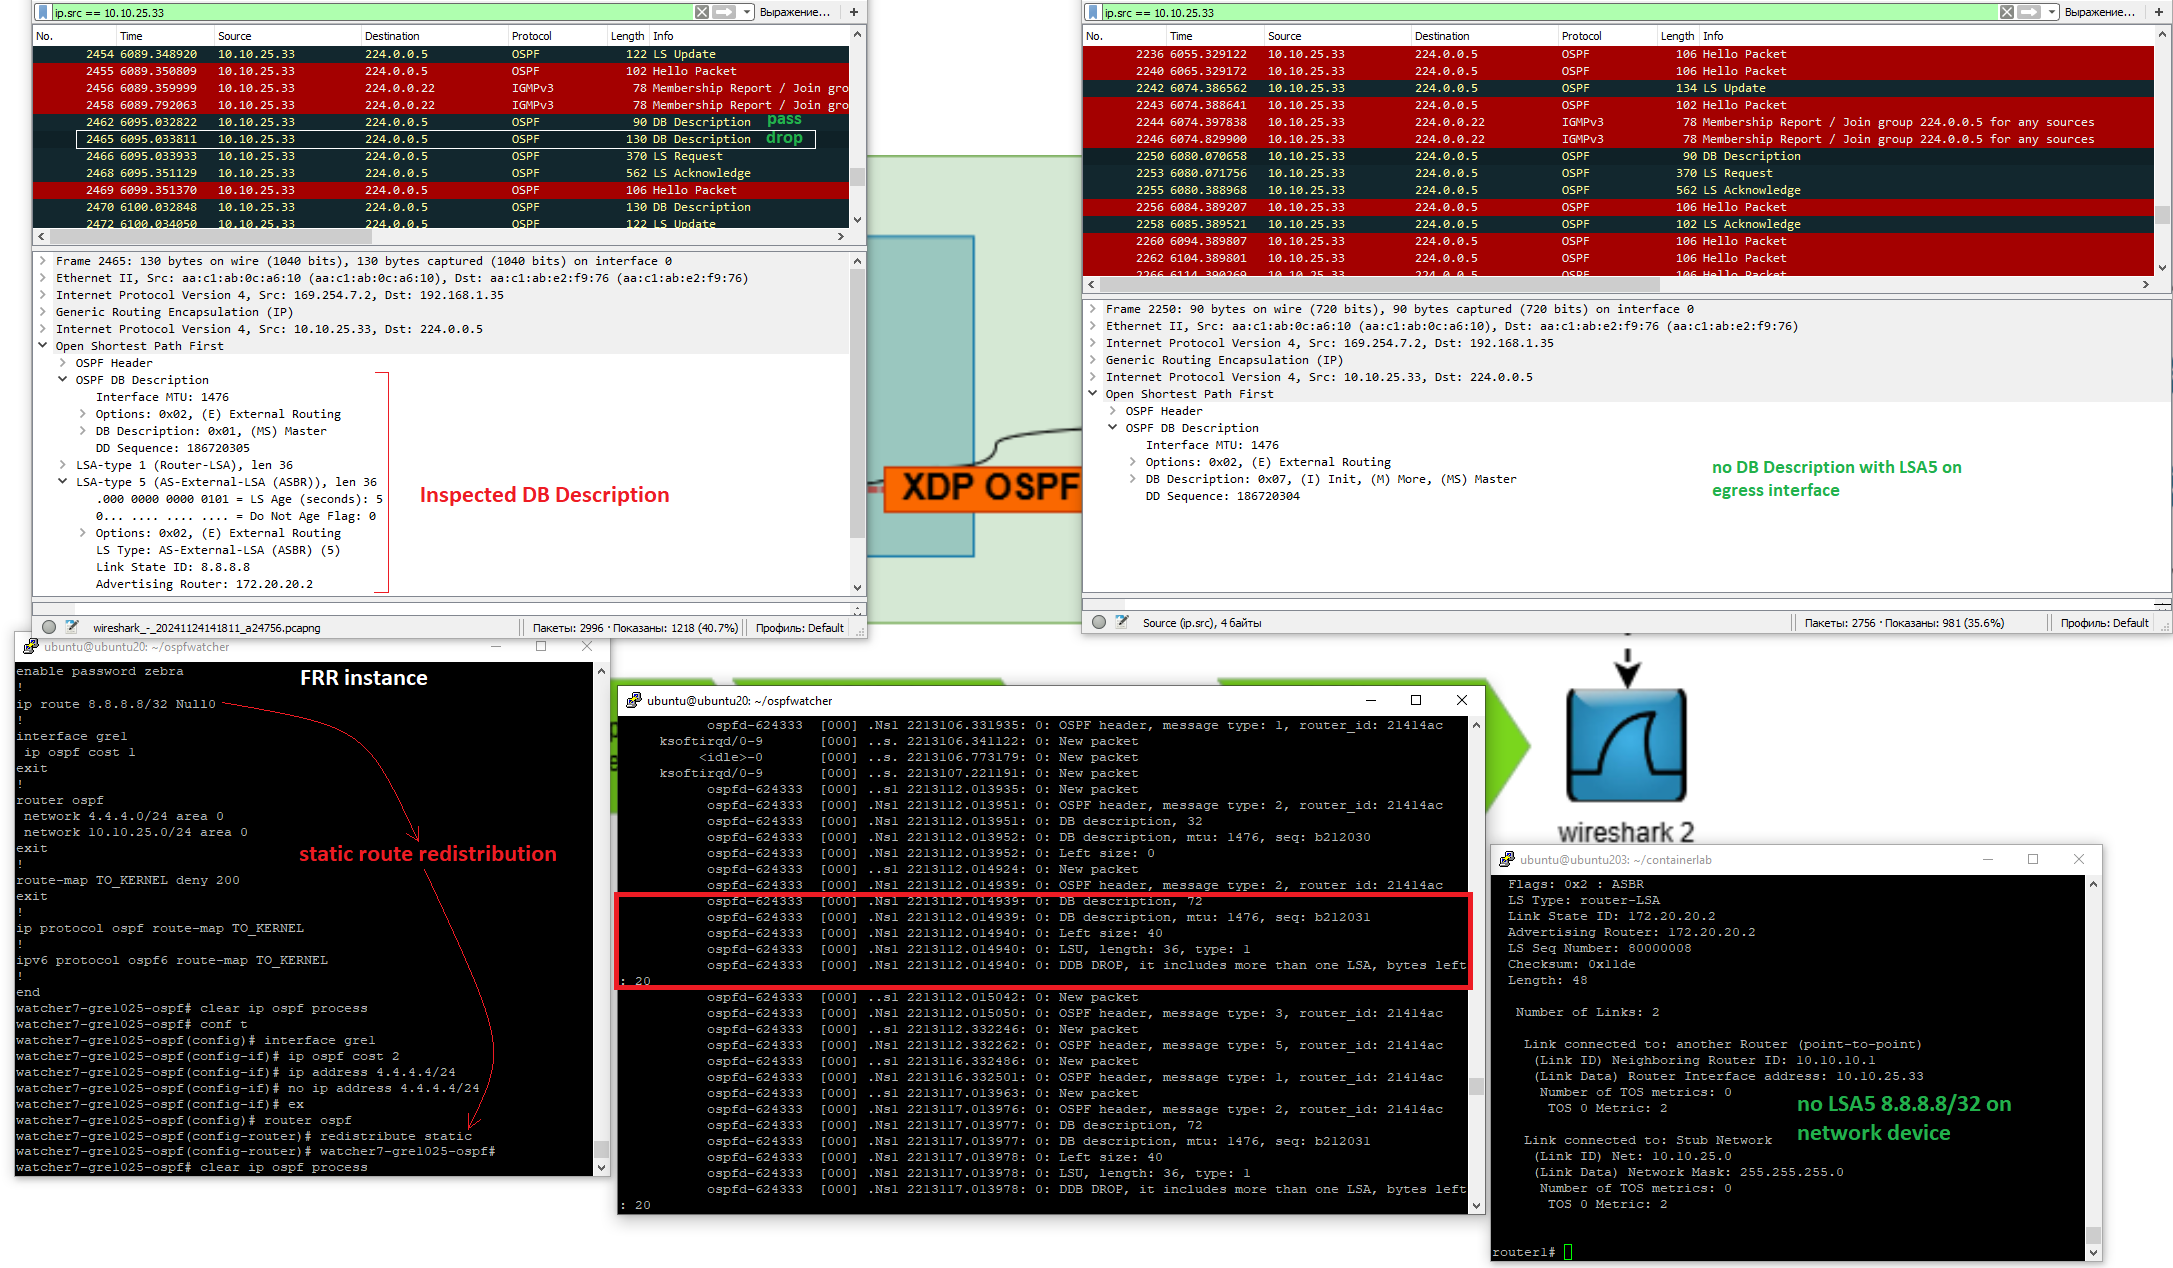 ip.src == 10.10.25.33
Выражение…
+
No.
Time
Source
Destination
Protocol
Length
Info
2454 6089.348920 10.10.25.33 224.0.0.5 OSPF 122 LS Update
2455 6089.350809 10.10.25.33 224.0.0.5 OSPF 102 Hello Packet
2456 6089.359999 10.10.25.33 224.0.0.22 IGMPv3 78 Membership Report / Join gro
2458 6089.792063 10.10.25.33 224.0.0.22 IGMPv3 78 Membership Report / Join gro
2462 6095.032822 10.10.25.33 224.0.0.5 OSPF 90 DB Description pass
2465 6095.033811 10.10.25.33 224.0.0.5 OSPF 130 DB Description drop
2466 6095.033933 10.10.25.33 224.0.0.5 OSPF 370 LS Request
2468 6095.351129 10.10.25.33 224.0.0.5 OSPF 562 LS Acknowledge
2469 6099.351370 10.10.25.33 224.0.0.5 OSPF 106 Hello Packet
2470 6100.032848 10.10.25.33 224.0.0.5 OSPF 130 DB Description
2472 6100.034050 10.10.25.33 224.0.0.5 OSPF 122 LS Update
Frame 2465: 130 bytes on wire (1040 bits), 130 bytes captured (1040 bits) on interface 0
Ethernet II, Src: aa:c1:ab:0c:a6:10 (aa:c1:ab:0c:a6:10), Dst: aa:c1:ab:e2:f9:76 (aa:c1:ab:e2:f9:76)
Internet Protocol Version 4, Src: 169.254.7.2, Dst: 192.168.1.35
Generic Routing Encapsulation (IP)
Internet Protocol Version 4, Src: 10.10.25.33, Dst: 224.0.0.5
Open Shortest Path First
OSPF Header
OSPF DB Description
Interface MTU: 1476
Options: 0x02, (E) External Routing
DB Description: 0x01, (MS) Master
DD Sequence: 186720305
LSA-type 1 (Router-LSA), len 36
LSA-type 5 (AS-External-LSA (ASBR)), len 36
.000 0000 0000 0101 = LS Age (seconds): 5
0... .... .... .... = Do Not Age Flag: 0
Options: 0x02, (E) External Routing
LS Type: AS-External-LSA (ASBR) (5)
Link State ID: 8.8.8.8
Advertising Router: 172.20.20.2
Inspected DB Description
wireshark_-_20241124141811_a24756.pcapng
Пакеты: 2996 · Показаны: 1218 (40.7%)
Профиль: Default
ip.src == 10.10.25.33
Выражение…
+
No.
Time
Source
Destination
Protocol
Length
Info
2236 6055.329122 10.10.25.33 224.0.0.5 OSPF 106 Hello Packet
2240 6065.329172 10.10.25.33 224.0.0.5 OSPF 106 Hello Packet
2242 6074.386562 10.10.25.33 224.0.0.5 OSPF 134 LS Update
2243 6074.388641 10.10.25.33 224.0.0.5 OSPF 102 Hello Packet
2244 6074.397838 10.10.25.33 224.0.0.22 IGMPv3 78 Membership Report / Join group 224.0.0.5 for any sources
2246 6074.829900 10.10.25.33 224.0.0.22 IGMPv3 78 Membership Report / Join group 224.0.0.5 for any sources
2250 6080.070658 10.10.25.33 224.0.0.5 OSPF 90 DB Description
2253 6080.071756 10.10.25.33 224.0.0.5 OSPF 370 LS Request
2255 6080.388968 10.10.25.33 224.0.0.5 OSPF 562 LS Acknowledge
2256 6084.389207 10.10.25.33 224.0.0.5 OSPF 106 Hello Packet
2258 6085.389521 10.10.25.33 224.0.0.5 OSPF 102 LS Acknowledge
2260 6094.389807 10.10.25.33 224.0.0.5 OSPF 106 Hello Packet
2262 6104.389801 10.10.25.33 224.0.0.5 OSPF 106 Hello Packet
2266 6114.390269 10.10.25.33 224.0.0.5 OSPF 106 Hello Packet
Frame 2250: 90 bytes on wire (720 bits), 90 bytes captured (720 bits) on interface 0
Ethernet II, Src: aa:c1:ab:0c:a6:10 (aa:c1:ab:0c:a6:10), Dst: aa:c1:ab:e2:f9:76 (aa:c1:ab:e2:f9:76)
Internet Protocol Version 4, Src: 169.254.7.2, Dst: 192.168.1.35
Generic Routing Encapsulation (IP)
Internet Protocol Version 4, Src: 10.10.25.33, Dst: 224.0.0.5
Open Shortest Path First
OSPF Header
OSPF DB Description
Interface MTU: 1476
Options: 0x02, (E) External Routing
DB Description: 0x07, (I) Init, (M) More, (MS) Master
DD Sequence: 186720304
no DB Description with LSA5 on
egress interface
Source (ip.src), 4 байты
Пакеты: 2756 · Показаны: 981 (35.6%)
Профиль: Default
XDP OSPF
ubuntu@ubuntu20: ~/ospfwatcher
FRR instance
enable password zebra
!
ip route 8.8.8.8/32 Null0
!
interface gre1
ip ospf cost 1
exit
!
router ospf
network 4.4.4.0/24 area 0
network 10.10.25.0/24 area 0
exit
!
route-map TO_KERNEL deny 200
exit
!
ip protocol ospf route-map TO_KERNEL
!
ipv6 protocol ospf6 route-map TO_KERNEL
!
end
watcher7-gre1025-ospf# clear ip ospf process
watcher7-gre1025-ospf# conf t
watcher7-gre1025-ospf(config)# interface gre1
watcher7-gre1025-ospf(config-if)# ip ospf cost 2
watcher7-gre1025-ospf(config-if)# ip address 4.4.4.4/24
watcher7-gre1025-ospf(config-if)# no ip address 4.4.4.4/24
watcher7-gre1025-ospf(config-if)# ex
watcher7-gre1025-ospf(config)# router ospf
watcher7-gre1025-ospf(config-router)# redistribute static
watcher7-gre1025-ospf(config-router)# watcher7-gre1025-ospf#
watcher7-gre1025-ospf# clear ip ospf process
static route redistribution
ubuntu@ubuntu20: ~/ospfwatcher
ospfd-624333 [000] .Ns1 2213106.331935: 0: OSPF header, message type: 1, router_id: 21414ac
ksoftirqd/0-9 [000] ..s. 2213106.341122: 0: New packet
<idle>-0 [000] ..s. 2213106.773179: 0: New packet
ksoftirqd/0-9 [000] ..s. 2213107.221191: 0: New packet
ospfd-624333 [000] ..s1 2213112.013935: 0: New packet
ospfd-624333 [000] .Ns1 2213112.013951: 0: OSPF header, message type: 2, router_id: 21414ac
ospfd-624333 [000] .Ns1 2213112.013951: 0: DB description, 32
ospfd-624333 [000] .Ns1 2213112.013952: 0: DB description, mtu: 1476, seq: b212030
ospfd-624333 [000] .Ns1 2213112.013952: 0: Left size: 0
ospfd-624333 [000] .Ns1 2213112.014924: 0: New packet
ospfd-624333 [000] .Ns1 2213112.014939: 0: OSPF header, message type: 2, router_id: 21414ac
ospfd-624333 [000] .Ns1 2213112.014939: 0: DB description, 72
ospfd-624333 [000] .Ns1 2213112.014939: 0: DB description, mtu: 1476, seq: b212031
ospfd-624333 [000] .Ns1 2213112.014940: 0: Left size: 40
ospfd-624333 [000] .Ns1 2213112.014940: 0: LSU, length: 36, type: 1
ospfd-624333 [000] .Ns1 2213112.014940: 0: DDB DROP, it includes more than one LSA, bytes left
: 20
ospfd-624333 [000] ..s1 2213112.015042: 0: New packet
ospfd-624333 [000] .Ns1 2213112.015050: 0: OSPF header, message type: 3, router_id: 21414ac
ospfd-624333 [000] .Ns1 2213112.332246: 0: New packet
ospfd-624333 [000] .Ns1 2213112.332262: 0: OSPF header, message type: 5, router_id: 21414ac
ospfd-624333 [000] ..s1 2213116.332486: 0: New packet
ospfd-624333 [000] .Ns1 2213116.332501: 0: OSPF header, message type: 1, router_id: 21414ac
ospfd-624333 [000] .Ns1 2213117.013963: 0: New packet
ospfd-624333 [000] .Ns1 2213117.013976: 0: OSPF header, message type: 2, router_id: 21414ac
ospfd-624333 [000] .Ns1 2213117.013977: 0: DB description, 72
ospfd-624333 [000] .Ns1 2213117.013977: 0: DB description, mtu: 1476, seq: b212031
ospfd-624333 [000] .Ns1 2213117.013978: 0: Left size: 40
ospfd-624333 [000] .Ns1 2213117.013978: 0: LSU, length: 36, type: 1
ospfd-624333 [000] .Ns1 2213117.013978: 0: DDB DROP, it includes more than one LSA, bytes left
: 20
wireshark 2
ubuntu@ubuntu203: ~/containerlab
Flags: 0x2 : ASBR
LS Type: router-LSA
Link State ID: 172.20.20.2
Advertising Router: 172.20.20.2
LS Seq Number: 80000008
Checksum: 0x11de
Length: 48
Number of Links: 2
Link connected to: another Router (point-to-point)
(Link ID) Neighboring Router ID: 10.10.10.1
(Link Data) Router Interface address: 10.10.25.33
Number of TOS metrics: 0
TOS 0 Metric: 2
Link connected to: Stub Network
(Link ID) Net: 10.10.25.0
(Link Data) Network Mask: 255.255.255.0
Number of TOS metrics: 0
TOS 0 Metric: 2
no LSA5 8.8.8.8/32 on
network device
router1#